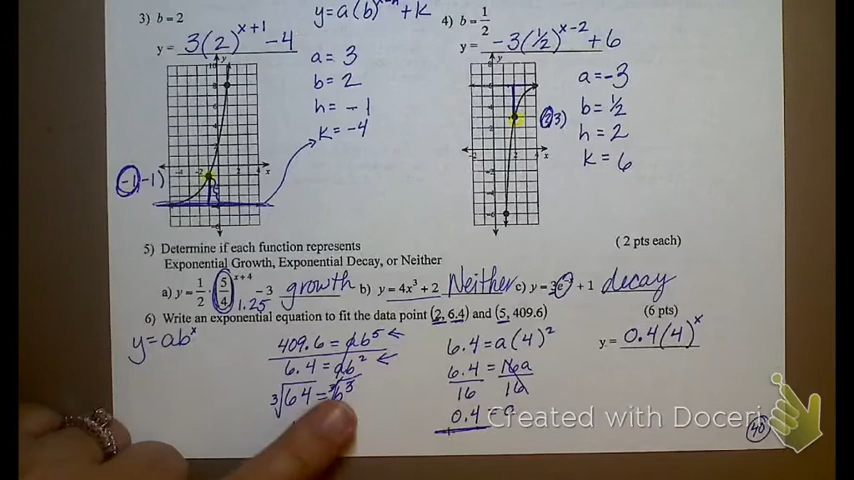 y=a(b)^x-h + k
3) b=2
y = 3(2)^x+1 - 4
a = 3
b = 2
h = -1
k = -4
(-1,-1)
4) b = 1/2
y = -3(1/2)^x-2 + 6
a = -3
b = 1/2
h = 2
k = 6
(2,3)
5) Determine if each function represents (2 pts each)
Exponential Growth, Exponential Decay, or Neither
a) y = 1/2 · (5/4)^x+4 - 3 growth b) y = 4x³ + 2 Neither c) y = 3e + 1 decay
1.25
6) Write an exponential equation to fit the data point (2, 6.4) and (5, 409.6) (6 pts)
y=ab^x
409.6 = ab^5
6.4 = ab^2
∛64 = ∛b³
6.4 = a(4)²
6.4 = 16a
16 16
0.4 = a
y = 0.4(4)^x
Created with Doceri
40